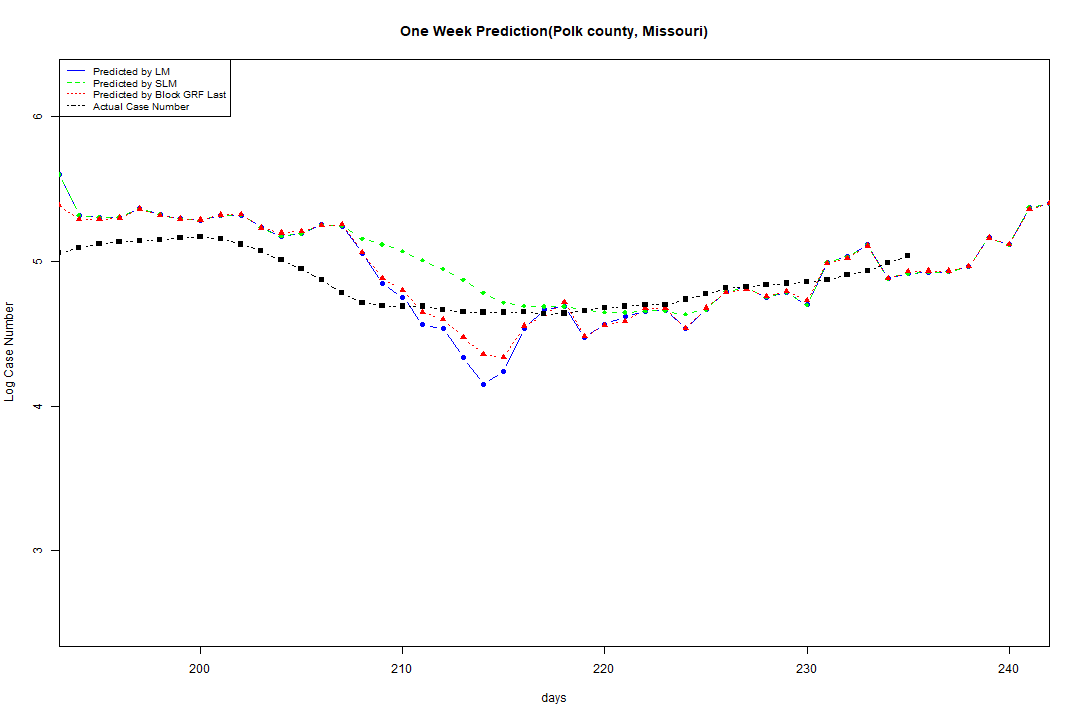 One Week Prediction(Polk county, Missouri)
Predicted by LM
Predicted by SLM
Predicted by Block GRF Last
Actual Case Number
6
5
4
3
Log Case Number
200 210 220 230 240
days